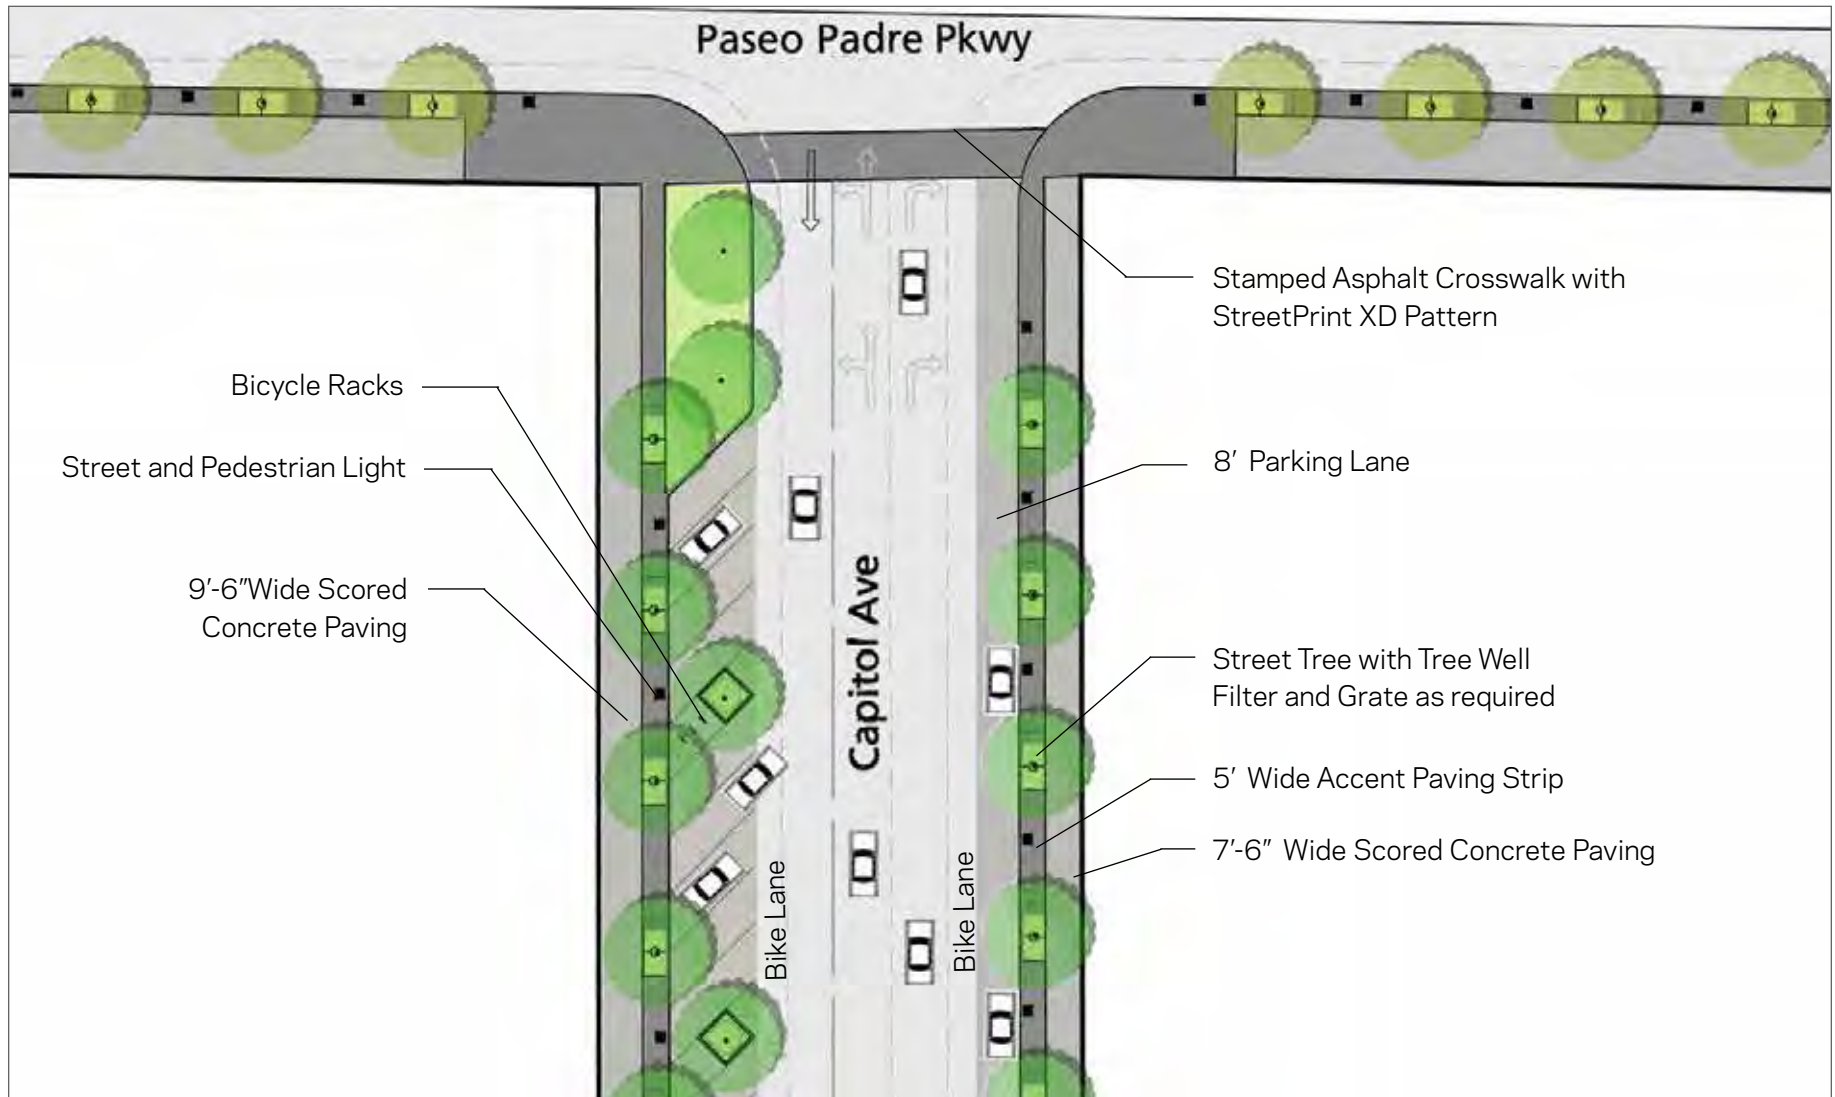 Paseo Padre Pkwy
Stamped Asphalt Crosswalk with
StreetPrint XD Pattern
Bicycle Racks
Street and Pedestrian Light
8′ Parking Lane
9′-6″Wide Scored
Concrete Paving
Capitol Ave
Street Tree with Tree Well
Filter and Grate as required
5′ Wide Accent Paving Strip
7′-6″ Wide Scored Concrete Paving
Bike Lane
Bike Lane